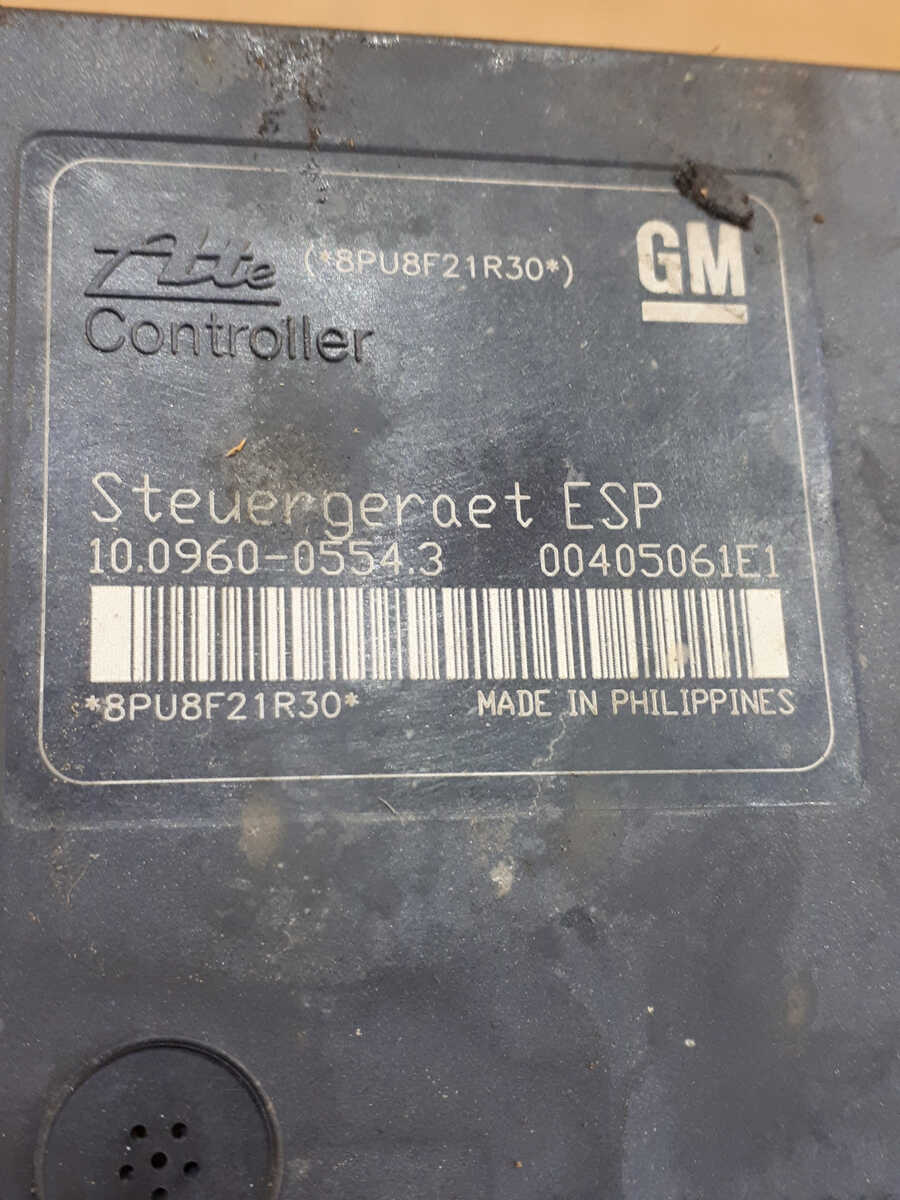 Ate (*8PU8F21R30*) GM
Controller
Steuergeraet ESP
10.0960-0554.3 00405061E1
*8PU8F21R30* MADE IN PHILIPPINES